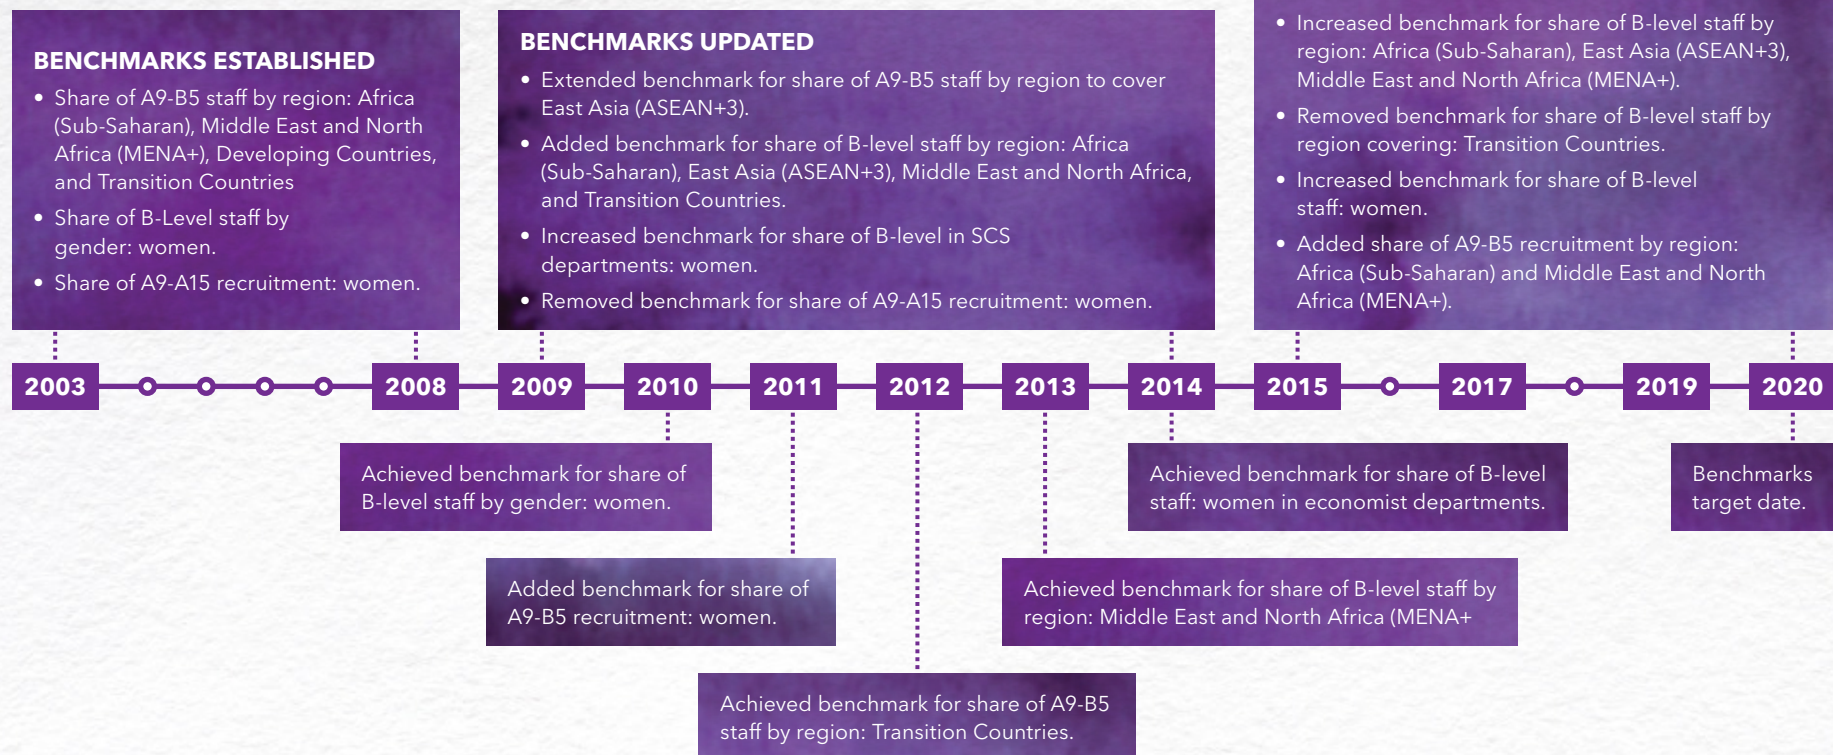 BENCHMARKS ESTABLISHED
• Share of A9-B5 staff by region: Africa
(Sub-Saharan), Middle East and North
Africa (MENA+), Developing Countries,
and Transition Countries
• Share of B-Level staff by
gender: women.
• Share of A9-A15 recruitment: women.
BENCHMARKS UPDATED
• Extended benchmark for share of A9-B5 staff by region to cover
East Asia (ASEAN+3).
• Added benchmark for share of B-level staff by region: Africa
(Sub-Saharan), East Asia (ASEAN+3), Middle East and North Africa,
and Transition Countries.
• Increased benchmark for share of B-level in SCS
departments: women.
• Removed benchmark for share of A9-A15 recruitment: women.
• Increased benchmark for share of B-level staff by
region: Africa (Sub-Saharan), East Asia (ASEAN+3),
Middle East and North Africa (MENA+).
• Removed benchmark for share of B-level staff by
region covering: Transition Countries.
• Increased benchmark for share of B-level
staff: women.
• Added share of A9-B5 recruitment by region:
Africa (Sub-Saharan) and Middle East and North
Africa (MENA+).
2003 2008 2009 2010 2011 2012 2013 2014 2015 2017 2019 2020
Achieved benchmark for share of
B-level staff by gender: women.
Achieved benchmark for share of B-level
staff: women in economist departments.
Benchmarks
target date.
Added benchmark for share of
A9-B5 recruitment: women.
Achieved benchmark for share of B-level staff by
region: Middle East and North Africa (MENA+
Achieved benchmark for share of A9-B5
staff by region: Transition Countries.